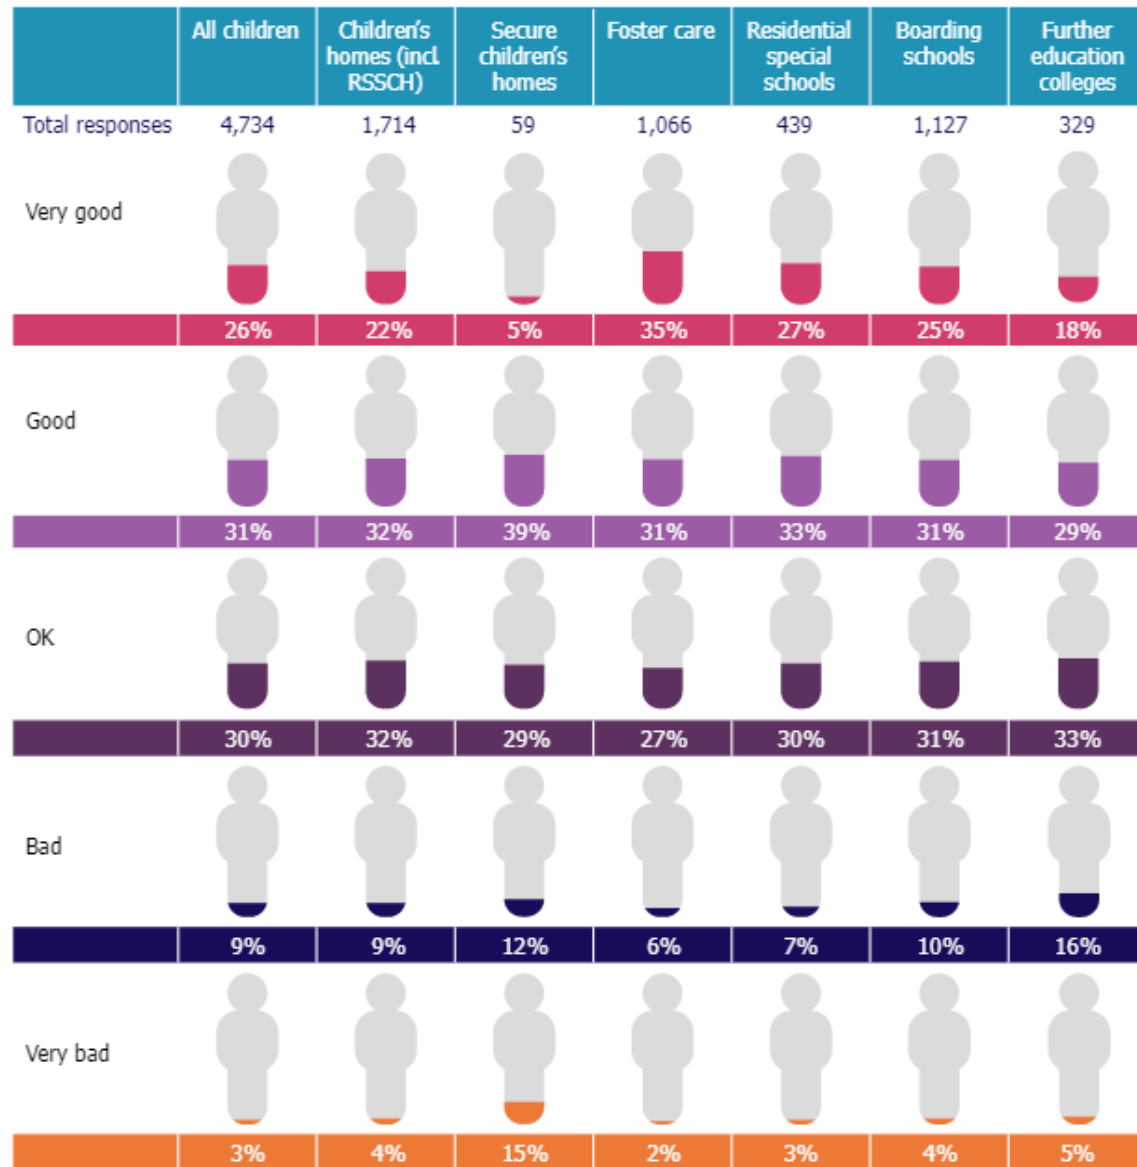 All children Children's homes (incl. RSSCH) Secure children's homes Foster care Residential special schools Boarding schools Further education colleges
Total responses 4,734 1,714 59 1,066 439 1,127 329
Very good
26% 22% 5% 35% 27% 25% 18%
Good
31% 32% 39% 31% 33% 31% 29%
OK
30% 32% 29% 27% 30% 31% 33%
Bad
9% 9% 12% 6% 7% 10% 16%
Very bad
3% 4% 15% 2% 3% 4% 5%